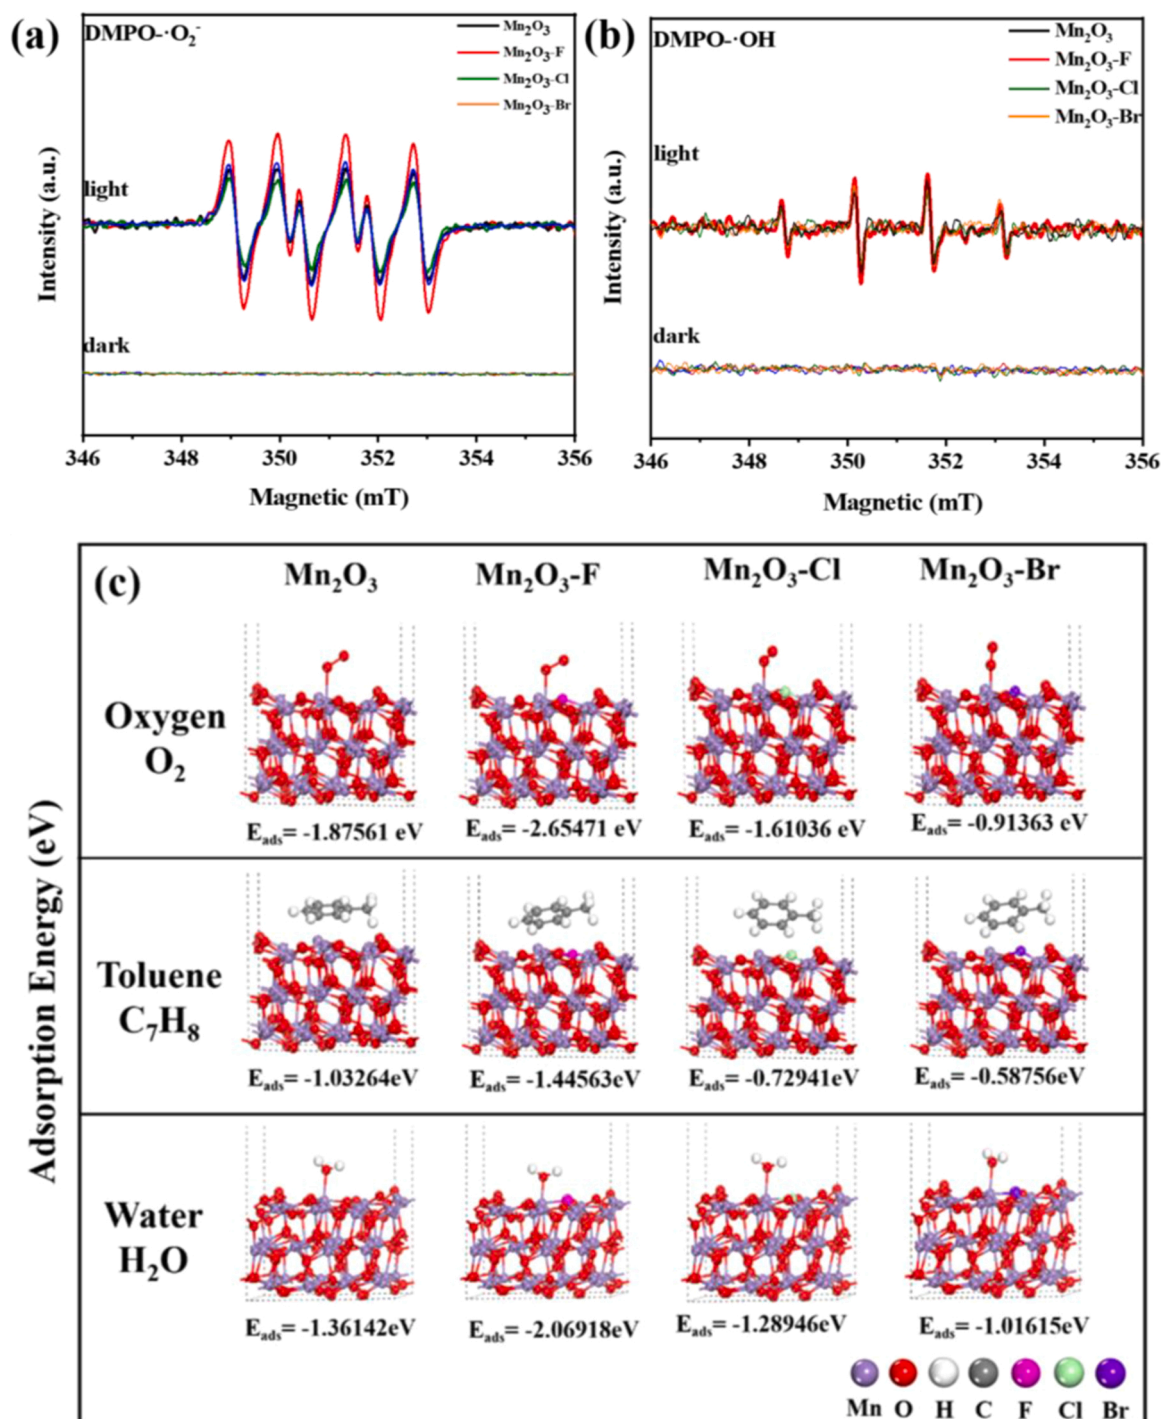 (a)
DMPO-·O₂⁻
Mn₂O₃
Mn₂O₃-F
Mn₂O₃-Cl
Mn₂O₃-Br
light
dark
Intensity (a.u.)
346 348 350 352 354 356
Magnetic (mT)
(b)
DMPO-·OH
Mn₂O₃
Mn₂O₃-F
Mn₂O₃-Cl
Mn₂O₃-Br
light
dark
Intensity (a.u.)
346 348 350 352 354 356
Magnetic (mT)
(c)
Mn₂O₃ Mn₂O₃-F Mn₂O₃-Cl Mn₂O₃-Br
Adsorption Energy (eV)
Oxygen
O₂
Eads= -1.87561 eV Eads= -2.65471 eV Eads= -1.61036 eV Eads= -0.91363 eV
Toluene
C₇H₈
Eads= -1.03264eV Eads= -1.44563eV Eads= -0.72941eV Eads= -0.58756eV
Water
H₂O
Eads= -1.36142eV Eads= -2.06918eV Eads= -1.28946eV Eads= -1.01615eV
Mn O H C F Cl Br